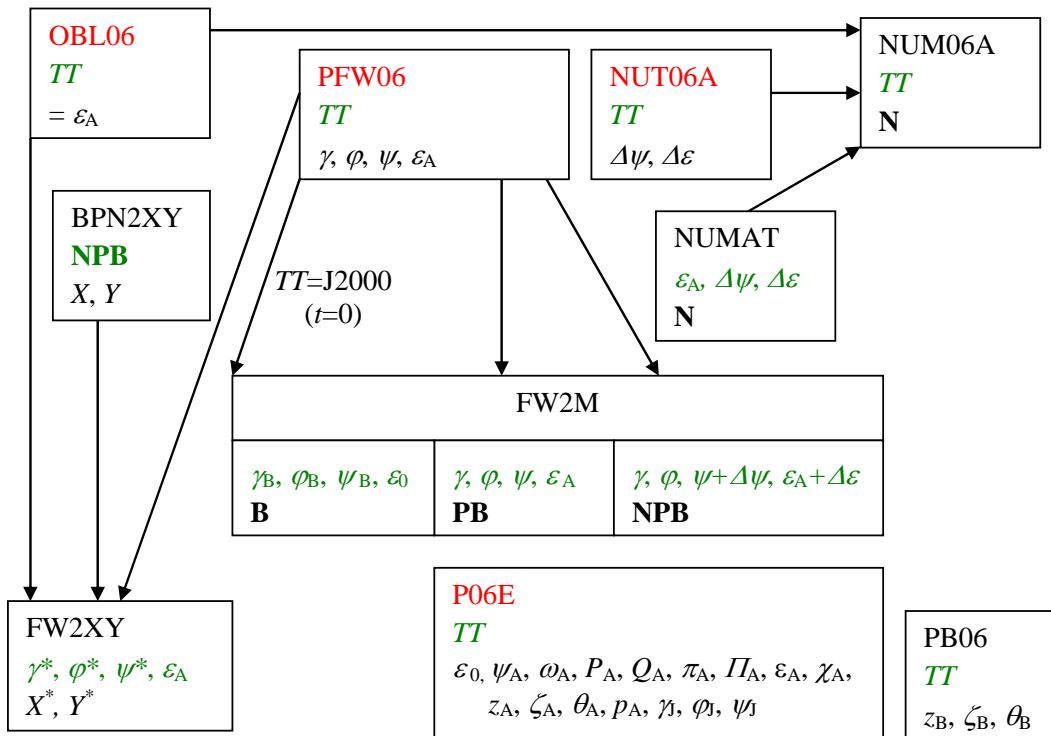 OBL06
TT
= εA
PFW06
TT
γ, φ, ψ, εA
NUT06A
TT
Δψ, Δε
NUM06A
TT
N
BPN2XY
NPB
X, Y
TT=J2000
(t=0)
NUMAT
εA, Δψ, Δε
N
FW2M
γB, φB, ψB, ε0
B
γ, φ, ψ, εA
PB
γ, φ, ψ+Δψ, εA+Δε
NPB
FW2XY
γ*, φ*, ψ*, εA
X*, Y*
P06E
TT
ε0, ψA, ωA, PA, QA, πA, ΠA, εA, χA,
zA, ζA, θA, pA, γJ, φJ, ψJ
PB06
TT
zB, ζB, θB